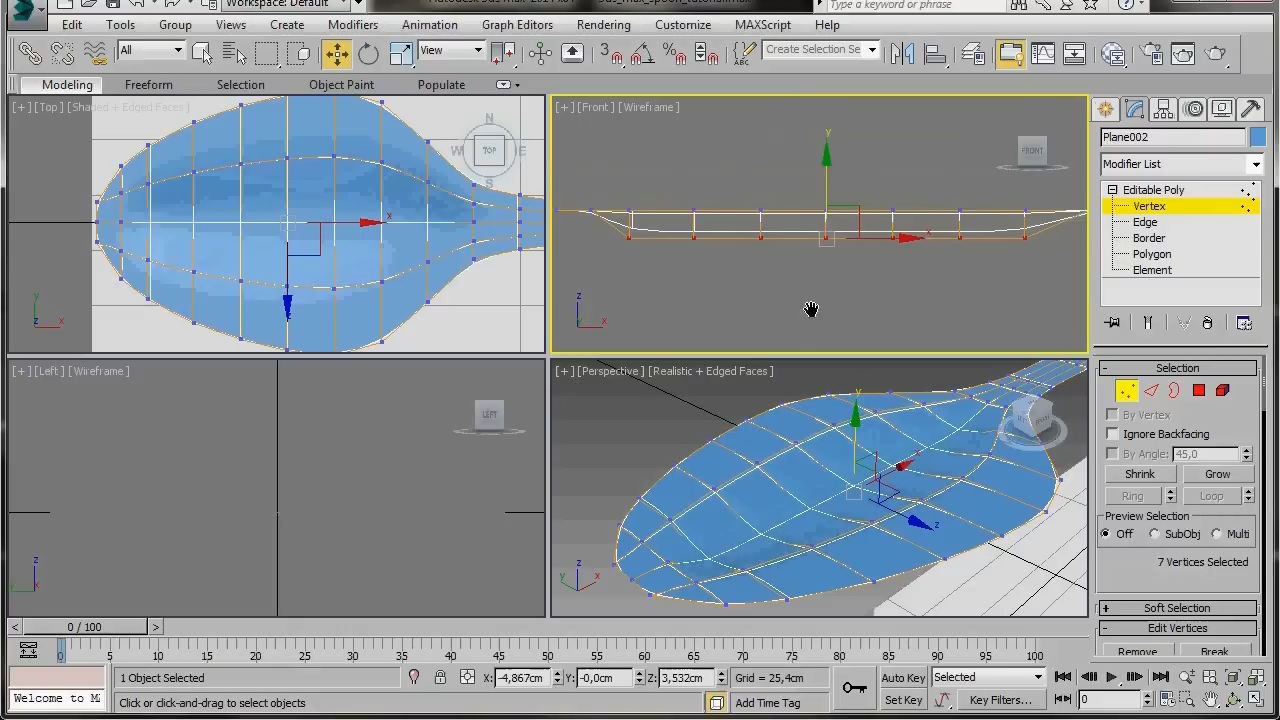 Workspace: Default
Type a keyword or phrase
Edit Tools Group Views Create Modifiers Animation Graph Editors Rendering Customize MAXScript Help
All View 3 Create Selection Se
Modeling Freeform Selection Object Paint Populate
[+] [Top] [Shaded + Edged Faces]
N
W TOP E
S
x
z
y
z x
[+] [Front] [Wireframe]
FRONT
y
x
z
y x
[+] [Left] [Wireframe]
LEFT
z
y x
[+] [Perspective] [Realistic + Edged Faces]
y
x
z
z
y x
Plane002
Modifier List
Editable Poly
Vertex
Edge
Border
Polygon
Element
- Selection
By Vertex
Ignore Backfacing
By Angle: 45,0
Shrink Grow
Ring Loop
Preview Selection
Off SubObj Multi
7 Vertices Selected
+ Soft Selection
- Edit Vertices
Remove Break
< 0 / 100 >
0 5 10 15 20 25 30 35 40 45 50 55 60 65 70 75 80 85 90 95 100
1 Object Selected X: -4,867cm Y: -0,0cm Z: 3,532cm Grid = 25,4cm Auto Key Selected
Welcome to M Click or click-and-drag to select objects Add Time Tag Set Key Key Filters... 0